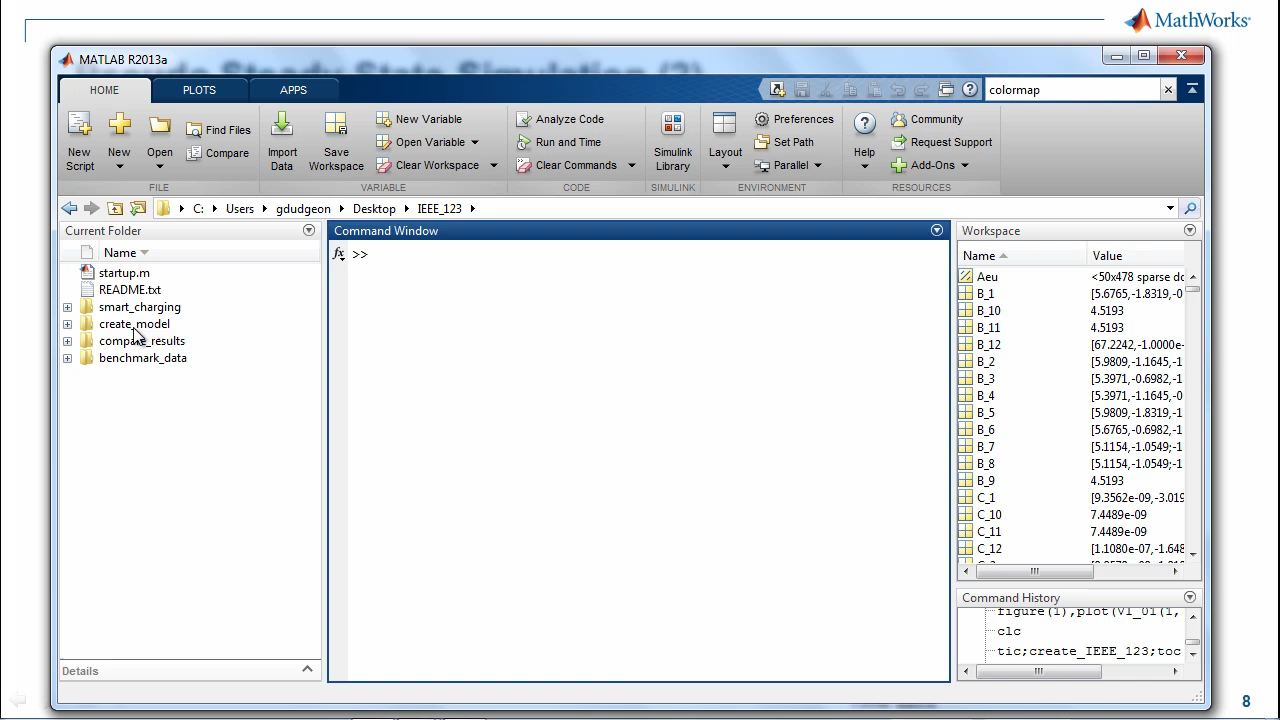 MathWorks®
MATLAB R2013a
HOME
PLOTS
APPS
colormap
New Script
New
Open
Find Files
Compare
FILE
Import Data
Save Workspace
New Variable
Open Variable
Clear Workspace
VARIABLE
Analyze Code
Run and Time
Clear Commands
CODE
Simulink Library
SIMULINK
Layout
Preferences
Set Path
Parallel
ENVIRONMENT
Help
Community
Request Support
Add-Ons
RESOURCES
C: Users gdudgeon Desktop IEEE_123
Current Folder
Name
startup.m
README.txt
smart_charging
create_model
compare_results
benchmark_data
Details
Command Window
fx >>
Workspace
Name Value
Aeu <50x478 sparse do
B_1 [5.6765,-1.8319,-0
B_10 4.5193
B_11 4.5193
B_12 [67.2242,-1.0000e-
B_2 [5.9809,-1.1645,-1
B_3 [5.3971,-0.6982,-1
B_4 [5.3971,-1.1645,-0
B_5 [5.9809,-1.8319,-1
B_6 [5.6765,-0.6982,-1
B_7 [5.1154,-1.0549;-1
B_8 [5.1154,-1.0549;-1
B_9 4.5193
C_1 [9.3562e-09,-3.019
C_10 7.4489e-09
C_11 7.4489e-09
C_12 [1.1080e-07,-1.648
Command History
figure(1),plot(V1_01(1,
clc
tic;create_IEEE_123;toc
8